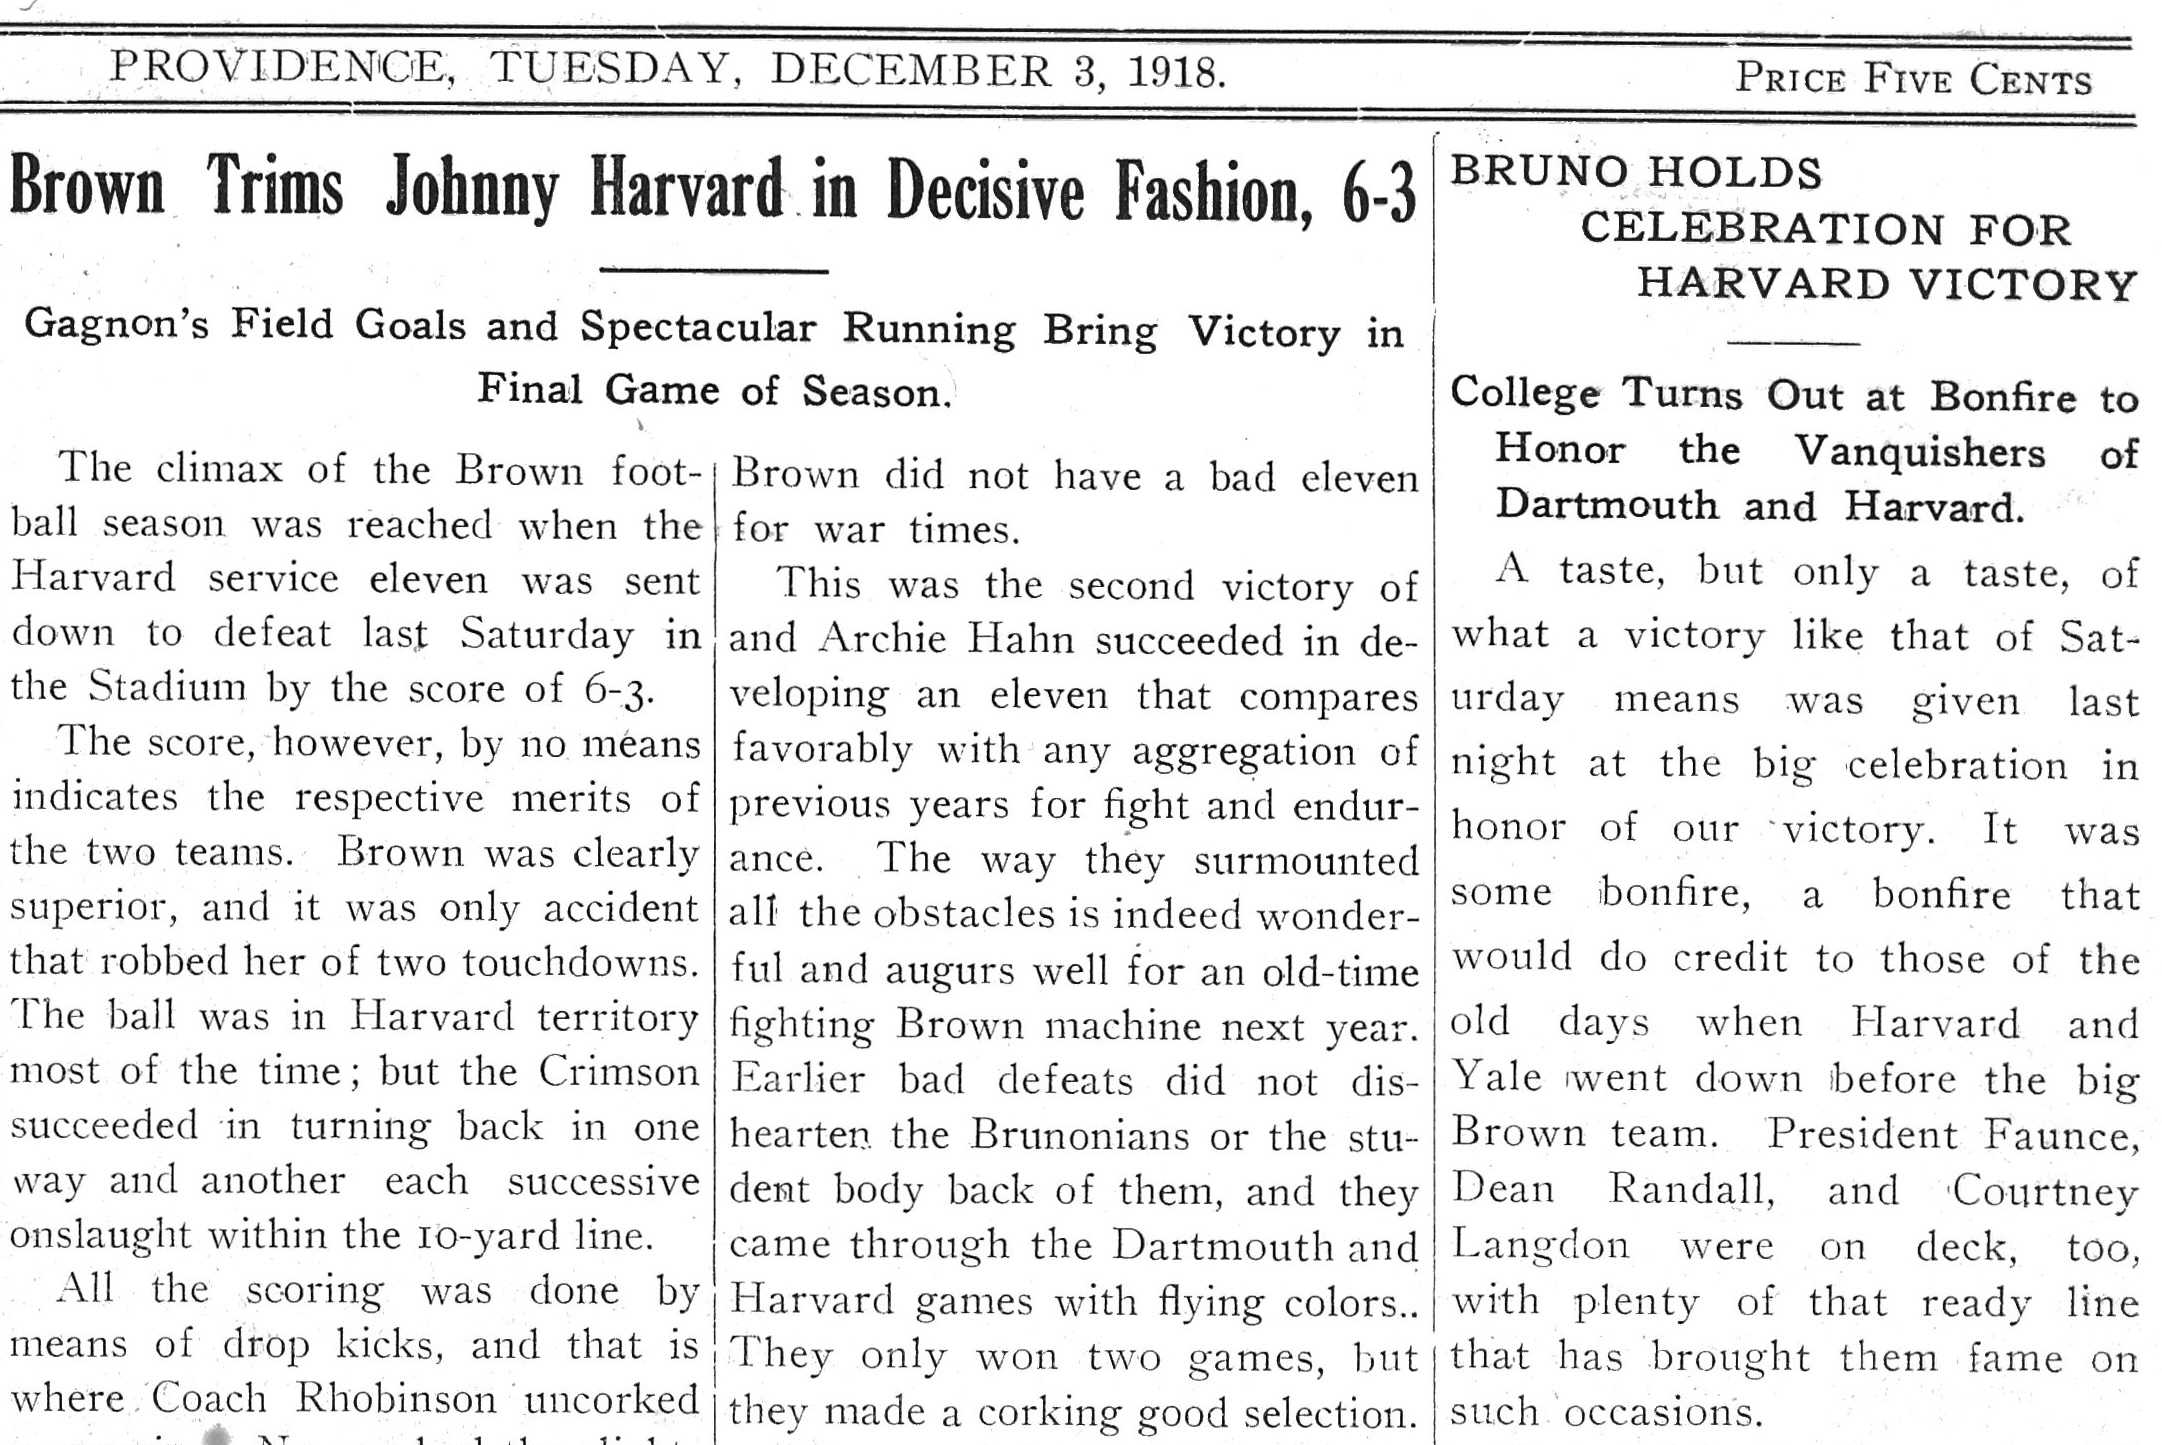 PROVIDENCE, TUESDAY, DECEMBER 3, 1918.
PRICE FIVE CENTS
Brown Trims Johnny Harvard in Decisive Fashion, 6-3
Gagnon's Field Goals and Spectacular Running Bring Victory in
Final Game of Season.
The climax of the Brown foot-
ball season was reached when the
Harvard service eleven was sent
down to defeat last Saturday in
the Stadium by the score of 6-3.
The score, however, by no means
indicates the respective merits of
the two teams. Brown was clearly
superior, and it was only accident
that robbed her of two touchdowns.
The ball was in Harvard territory
most of the time; but the Crimson
succeeded in turning back in one
way and another each successive
onslaught within the 10-yard line.
All the scoring was done by
means of drop kicks, and that is
where Coach Rhobinson uncorked
Brown did not have a bad eleven
for war times.
This was the second victory of
and Archie Hahn succeeded in de-
veloping an eleven that compares
favorably with any aggregation of
previous years for fight and endur-
ance. The way they surmounted
all the obstacles is indeed wonder-
ful and augurs well for an old-time
fighting Brown machine next year.
Earlier bad defeats did not dis-
hearten the Brunonians or the stu-
dent body back of them, and they
came through the Dartmouth and
Harvard games with flying colors..
They only won two games, but
they made a corking good selection.
BRUNO HOLDS
CELEBRATION FOR
HARVARD VICTORY
College Turns Out at Bonfire to
Honor the Vanquishers of
Dartmouth and Harvard.
A taste, but only a taste, of
what a victory like that of Sat-
urday means was given last
night at the big celebration in
honor of our victory. It was
some bonfire, a bonfire that
would do credit to those of the
old days when Harvard and
Yale went down before the big
Brown team. President Faunce,
Dean Randall, and Courtney
Langdon were on deck, too,
with plenty of that ready line
that has brought them fame on
such occasions.